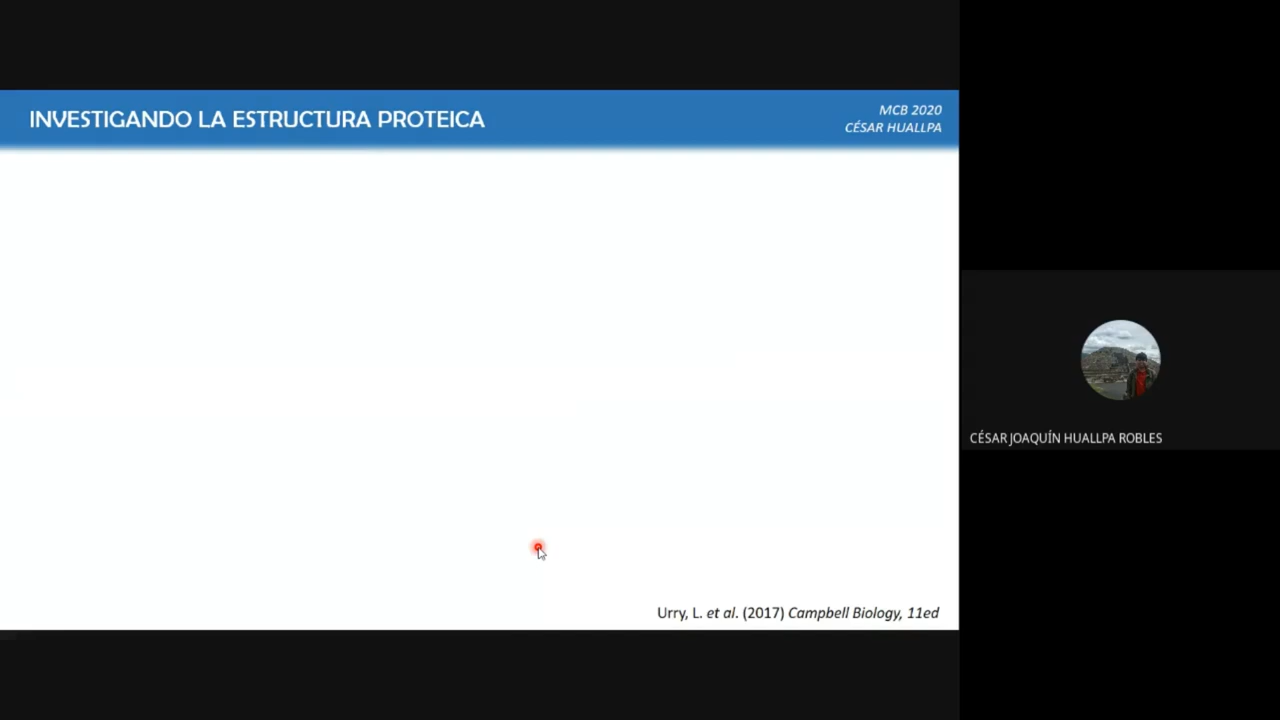 INVESTIGANDO LA ESTRUCTURA PROTEICA
MCB 2020
CÉSAR HUALLPA
CÉSAR JOAQUÍN HUALLPA ROBLES
Urry, L. et al. (2017) Campbell Biology, 11ed